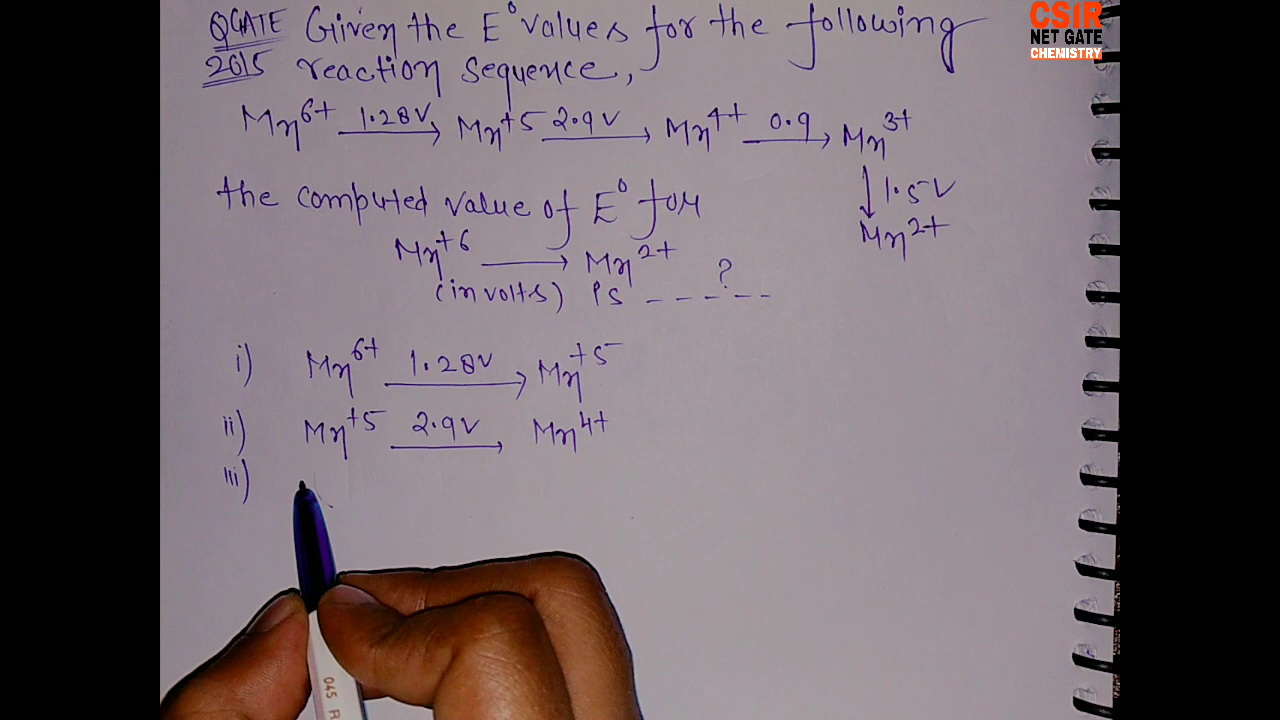 QGATE Given the E° values for the following
2015 reaction sequence,
Mn6+ 1.28V Mn+5 2.9V Mn4+ 0.9 Mn3+
1.5V
Mn2+
the computed value of E° for
Mn+6 → Mn2+
(in volts) is ----- ?
i) Mn6+ 1.28V Mn+5
ii) Mn+5 2.9V Mn4+
iii)
CSIR
NET GATE
CHEMISTRY
045 R